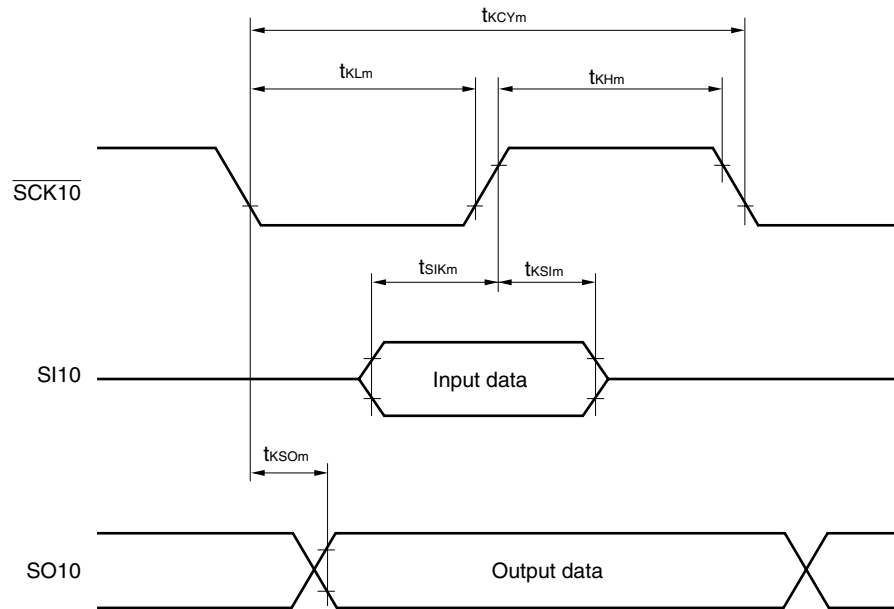 tKCYm
tKLm
tKHm
SCK10
tSIKm
tKSIm
SI10
Input data
tKSOm
SO10
Output data